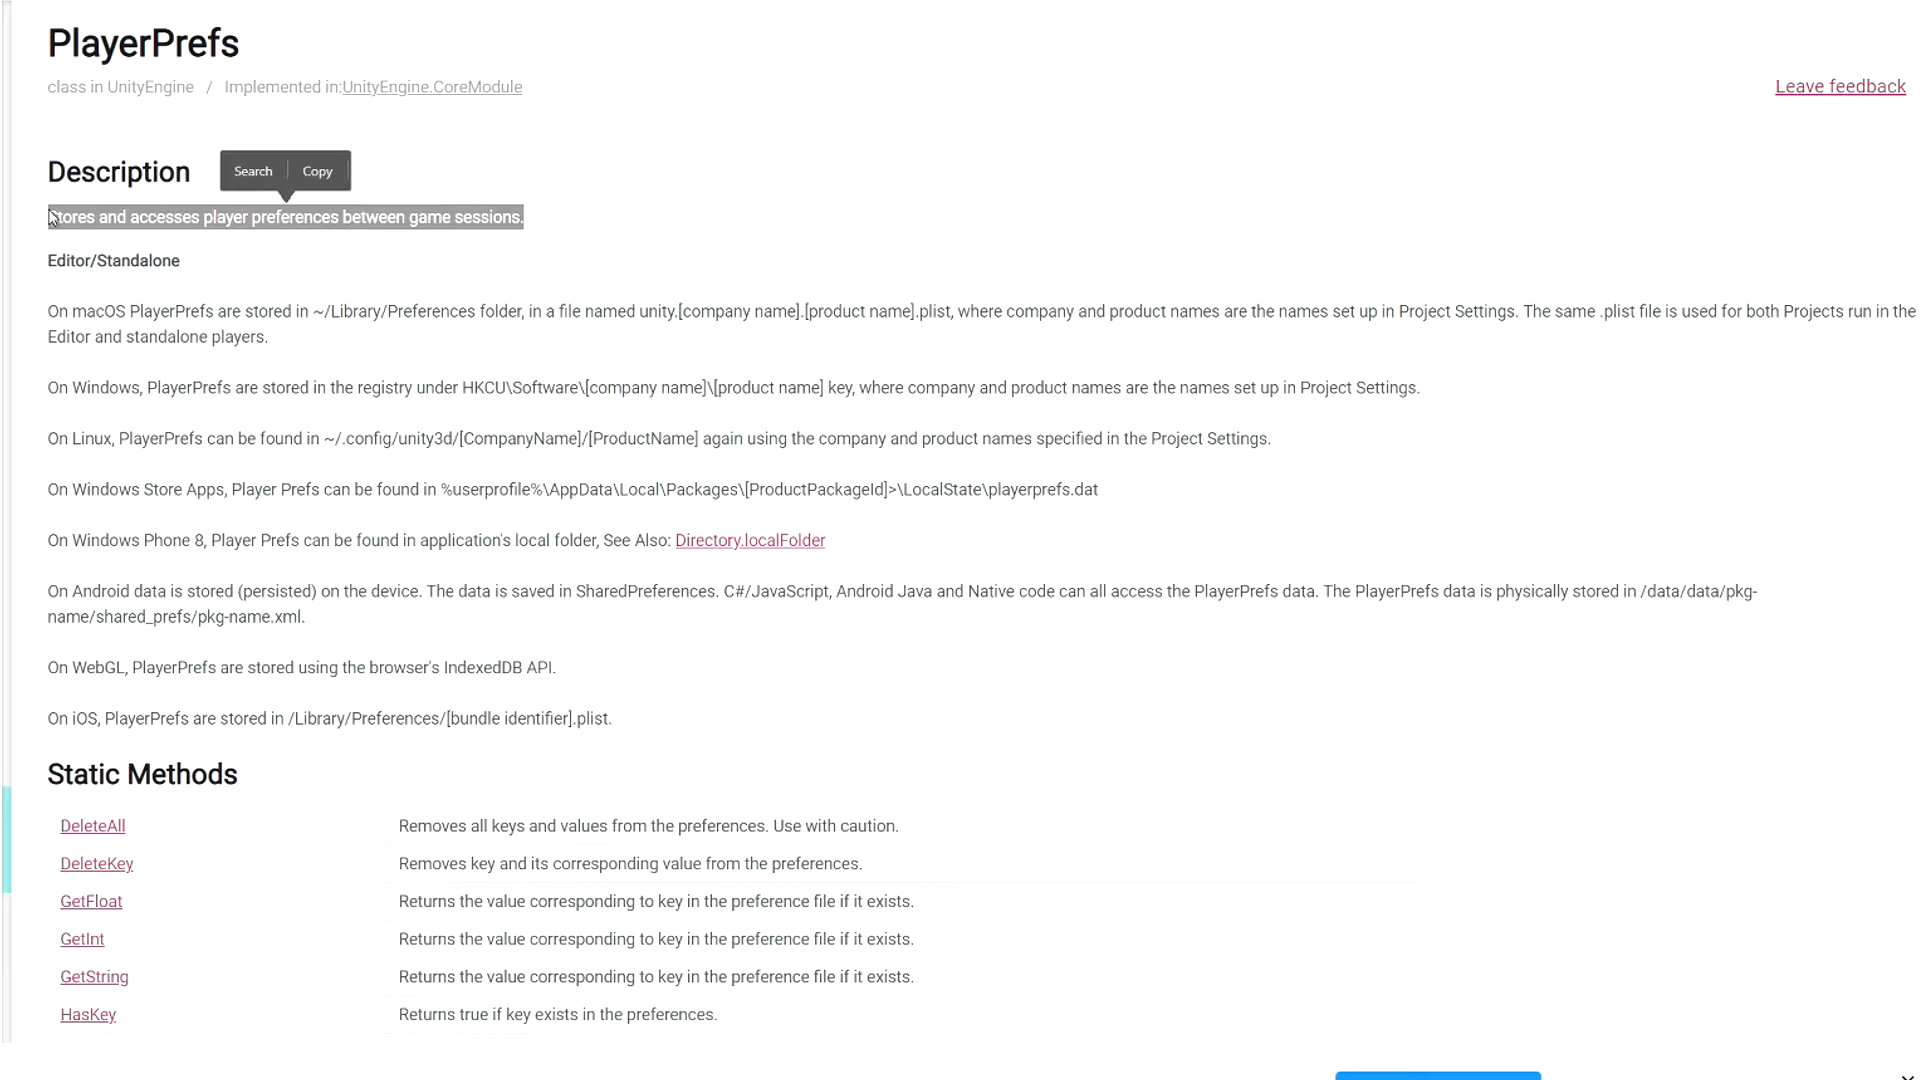 PlayerPrefs
class in UnityEngine / Implemented in:UnityEngine.CoreModule
Leave feedback
Description
Search Copy
Stores and accesses player preferences between game sessions.
Editor/Standalone
On macOS PlayerPrefs are stored in ~/Library/Preferences folder, in a file named unity.[company name].[product name].plist, where company and product names are the names set up in Project Settings. The same .plist file is used for both Projects run in the
Editor and standalone players.
On Windows, PlayerPrefs are stored in the registry under HKCU\Software\[company name]\[product name] key, where company and product names are the names set up in Project Settings.
On Linux, PlayerPrefs can be found in ~/.config/unity3d/[CompanyName]/[ProductName] again using the company and product names specified in the Project Settings.
On Windows Store Apps, Player Prefs can be found in %userprofile%\AppData\Local\Packages\[ProductPackageId]>\LocalState\playerprefs.dat
On Windows Phone 8, Player Prefs can be found in application's local folder, See Also: Directory.localFolder
On Android data is stored (persisted) on the device. The data is saved in SharedPreferences. C#/JavaScript, Android Java and Native code can all access the PlayerPrefs data. The PlayerPrefs data is physically stored in /data/data/pkg-
name/shared_prefs/pkg-name.xml.
On WebGL, PlayerPrefs are stored using the browser's IndexedDB API.
On iOS, PlayerPrefs are stored in /Library/Preferences/[bundle identifier].plist.
Static Methods
DeleteAll Removes all keys and values from the preferences. Use with caution.
DeleteKey Removes key and its corresponding value from the preferences.
GetFloat Returns the value corresponding to key in the preference file if it exists.
GetInt Returns the value corresponding to key in the preference file if it exists.
GetString Returns the value corresponding to key in the preference file if it exists.
HasKey Returns true if key exists in the preferences.